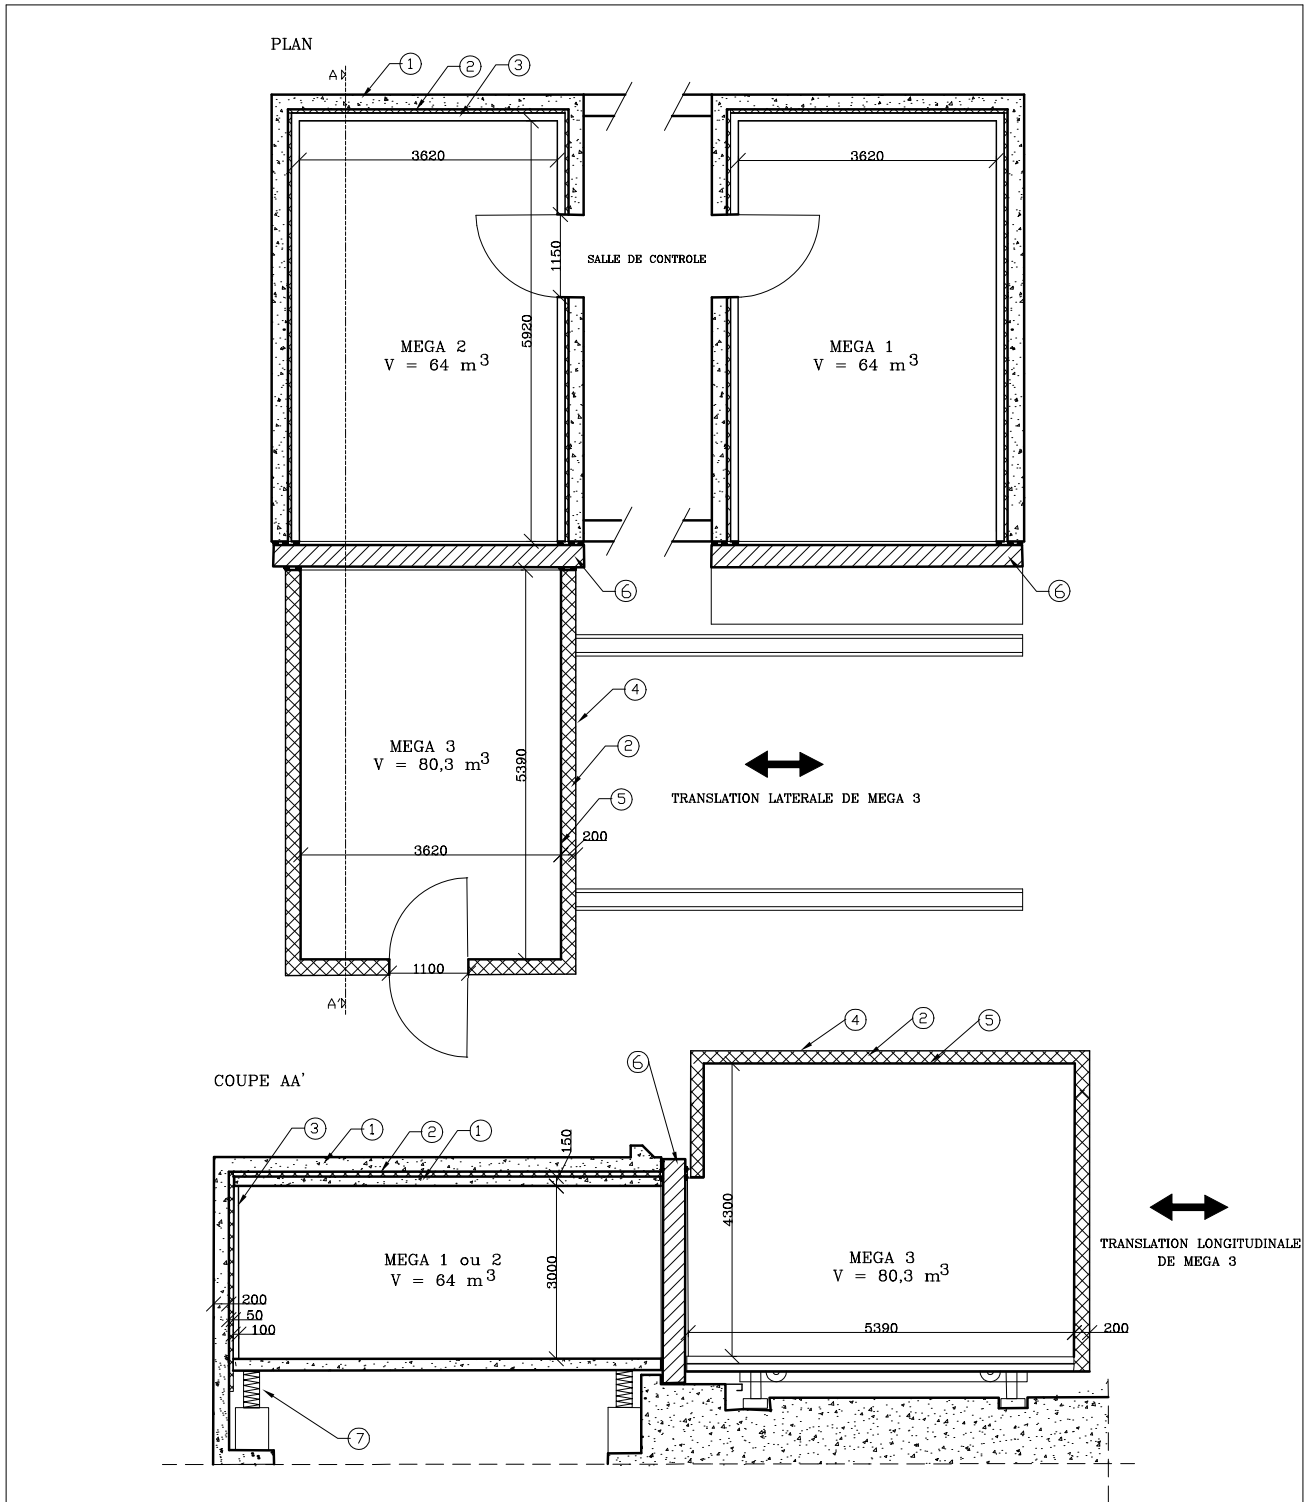 PLAN
A
1
2
3
3620
3620
1150
SALLE DE CONTROLE
5920
MEGA 2
V = 64 m3
MEGA 1
V = 64 m3
6
6
4
MEGA 3
V = 80,3 m3
2
5390
TRANSLATION LATERALE DE MEGA 3
5
200
3620
1100
A'
4
2
5
6
COUPE AA'
3
1
2
1
150
4300
MEGA 1 ou 2
V = 64 m3
3000
MEGA 3
V = 80,3 m3
TRANSLATION LONGITUDINALE
DE MEGA 3
200
50
100
5390
200
7